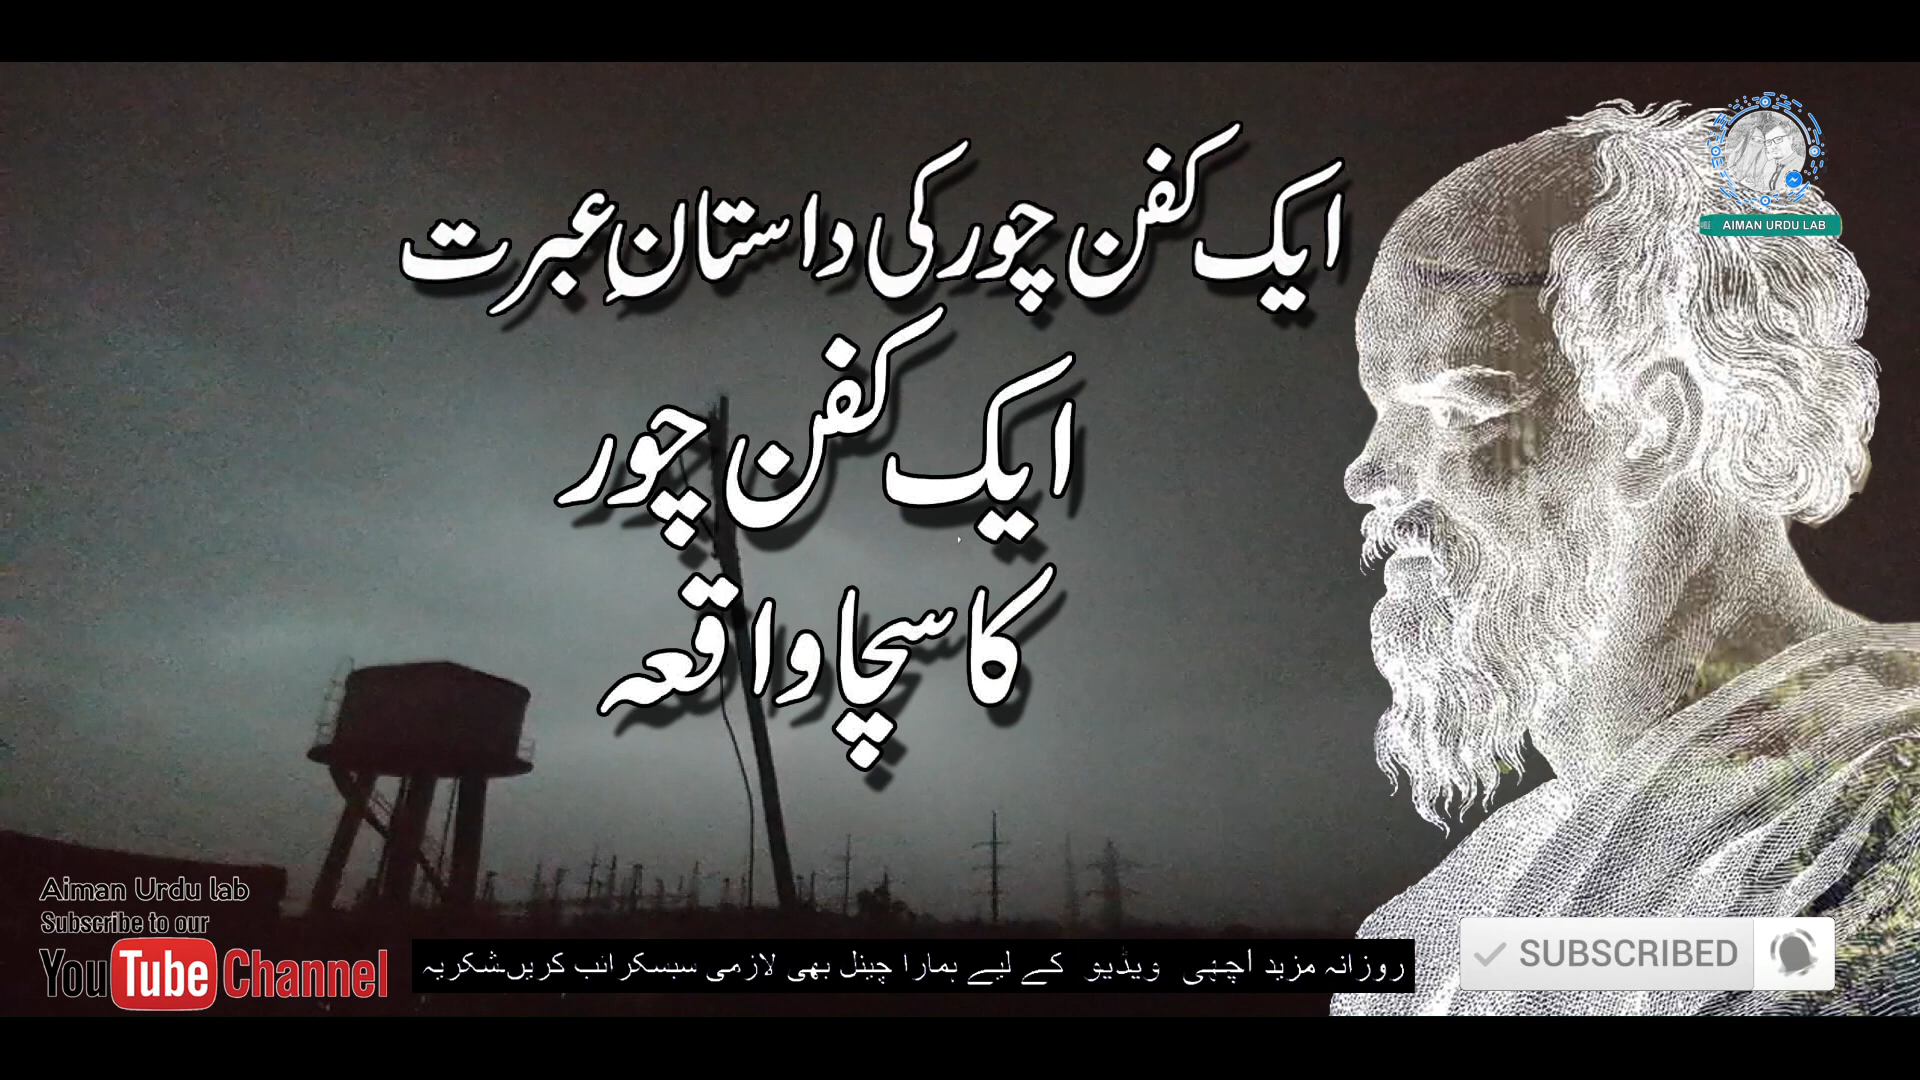 ایک کفن چور کی داستانِ عبرت
ایک کفن چور
کا سچا واقعہ
AIMAN URDU LAB
Aiman Urdu lab
Subscribe to our
YouTube Channel
روزانہ مزید اچھی ویڈیو کے لیے ہمارا چینل بھی لازمی سبسکرائب کریں۔شکریہ
SUBSCRIBED